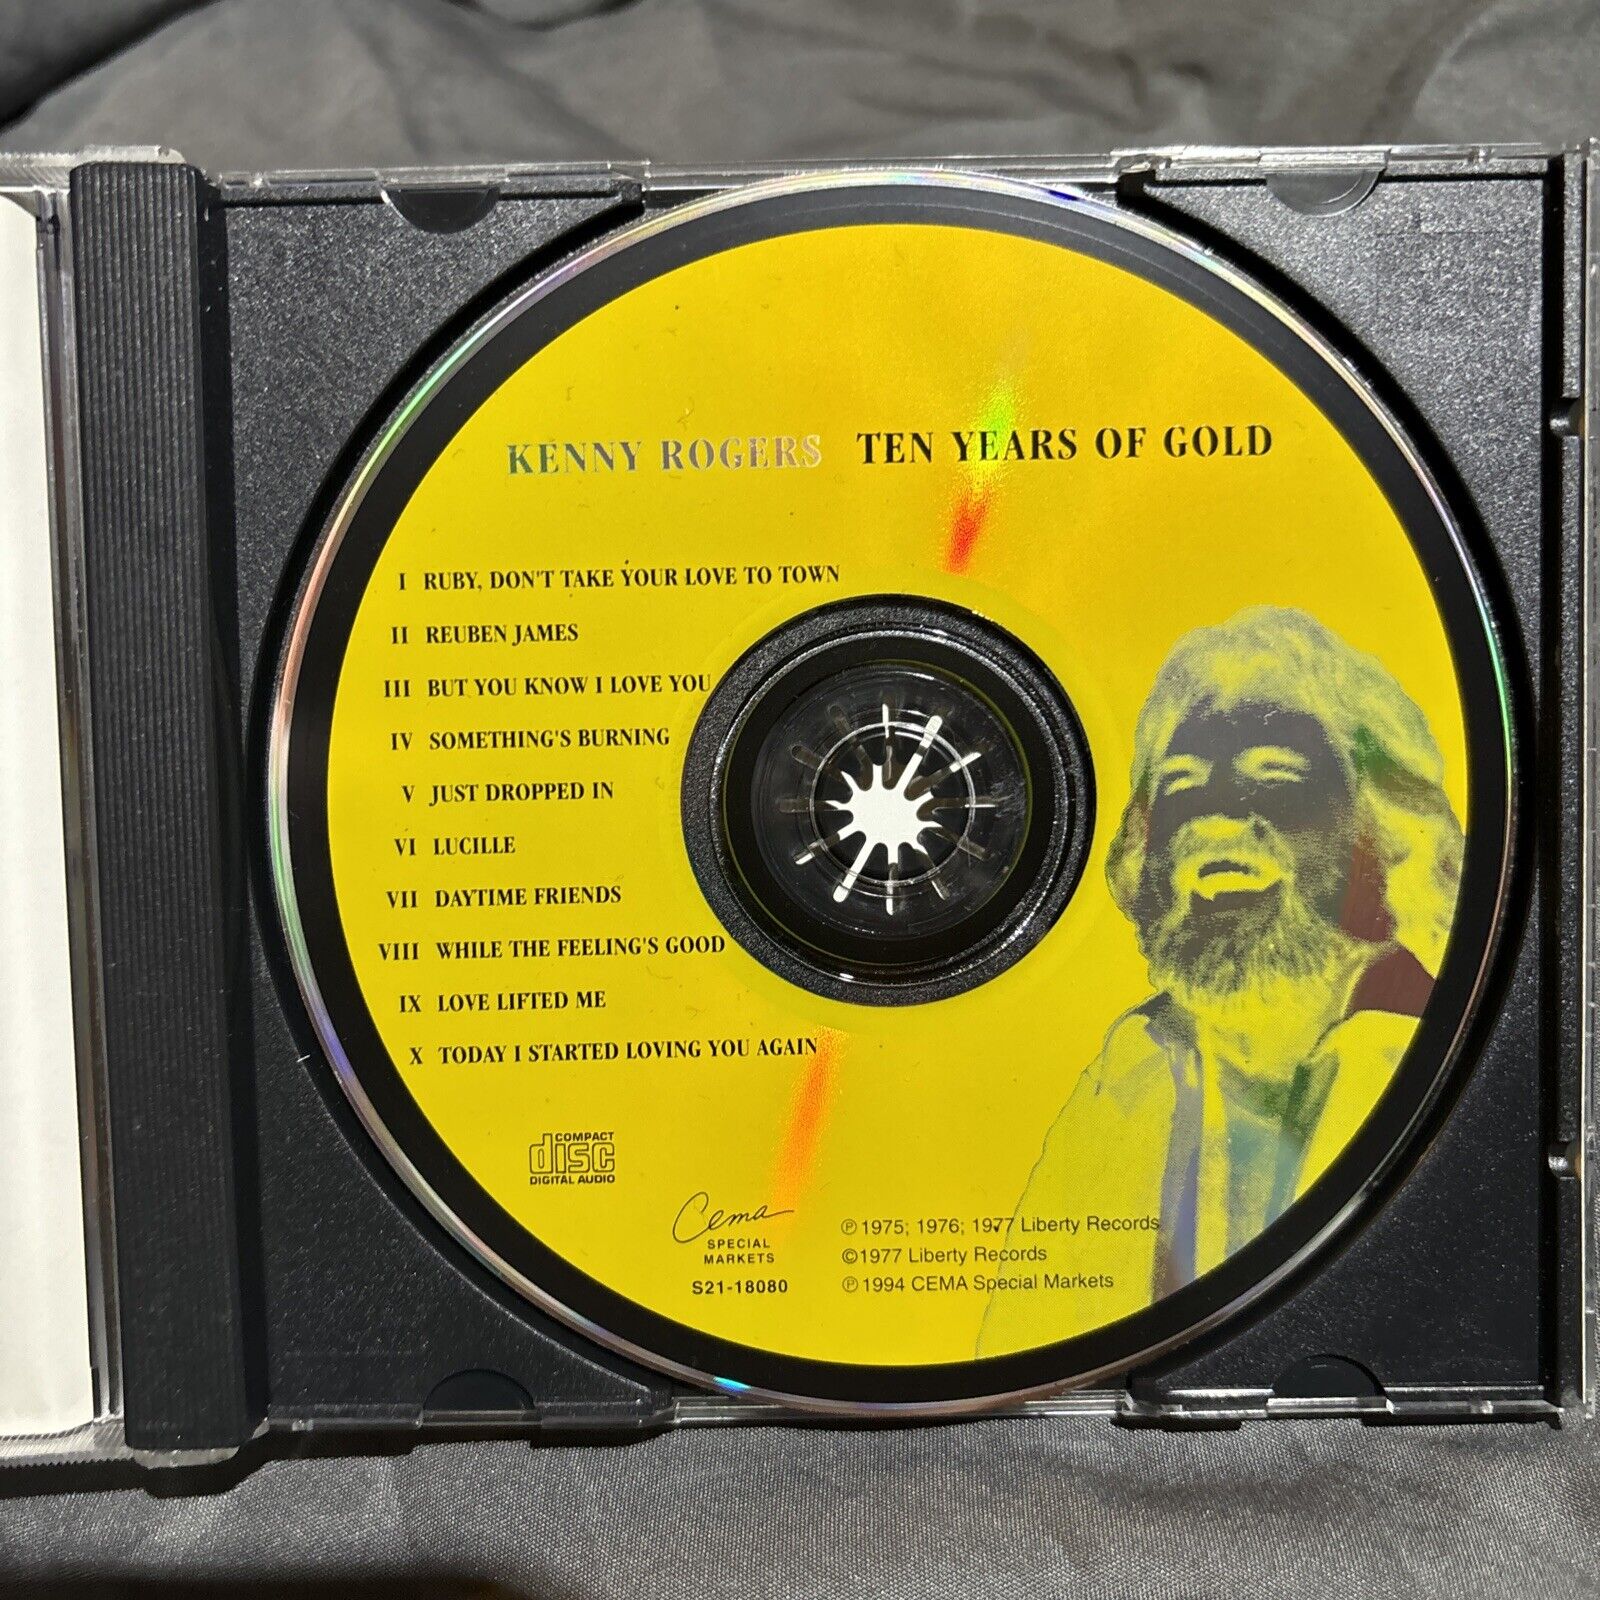 KENNY ROGERS TEN YEARS OF GOLD
I RUBY, DON'T TAKE YOUR LOVE TO TOWN
II REUBEN JAMES
III BUT YOU KNOW I LOVE YOU
IV SOMETHING'S BURNING
V JUST DROPPED IN
VI LUCILLE
VII DAYTIME FRIENDS
VIII WHILE THE FEELING'S GOOD
IX LOVE LIFTED ME
X TODAY I STARTED LOVING YOU AGAIN
COMPACT
disc
DIGITAL AUDIO
Cema
SPECIAL
MARKETS
S21-18080
℗ 1975; 1976; 1977 Liberty Records
©1977 Liberty Records
℗ 1994 CEMA Special Markets